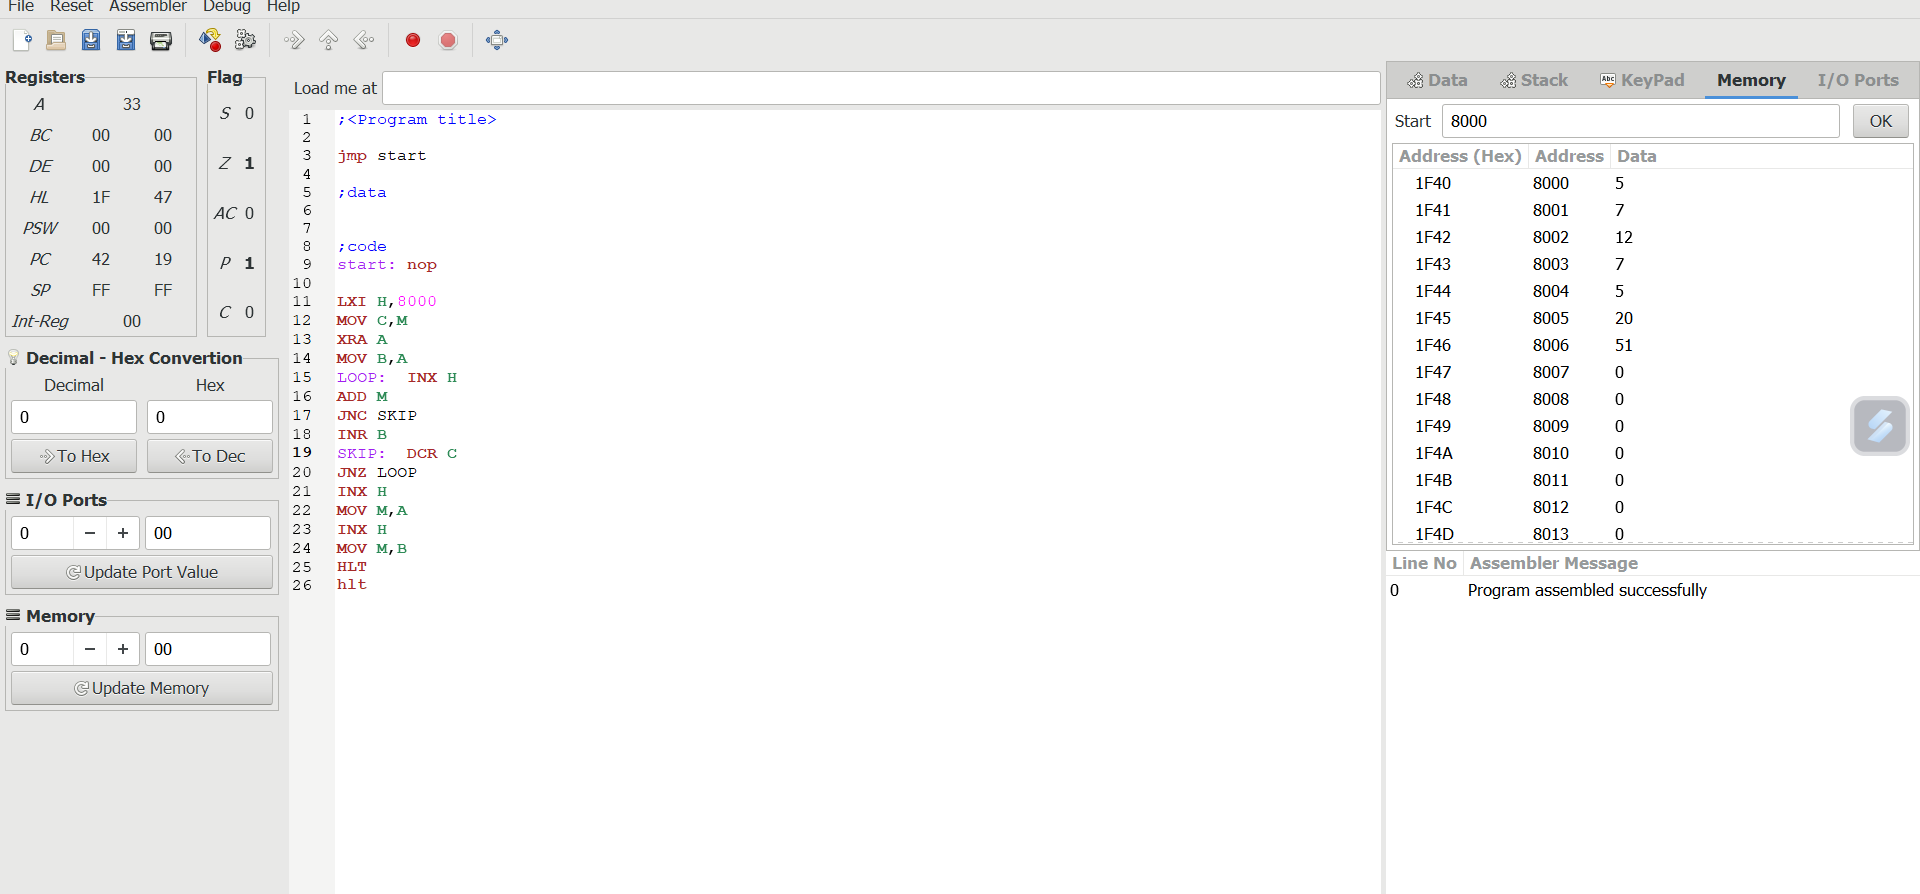 File Reset Assembler Debug Help
Registers
A 33
BC 00 00
DE 00 00
HL 1F 47
PSW 00 00
PC 42 19
SP FF FF
Int-Reg 00
Flag
S 0
Z 1
AC 0
P 1
C 0
Decimal - Hex Convertion
Decimal Hex
0 0
To Hex To Dec
I/O Ports
0 − + 00
Update Port Value
Memory
0 − + 00
Update Memory
Load me at
1 ;<Program title>
2
3 jmp start
4
5 ;data
6
7
8 ;code
9 start: nop
10
11 LXI H,8000
12 MOV C,M
13 XRA A
14 MOV B,A
15 LOOP: INX H
16 ADD M
17 JNC SKIP
18 INR B
19 SKIP: DCR C
20 JNZ LOOP
21 INX H
22 MOV M,A
23 INX H
24 MOV M,B
25 HLT
26 hlt
Data Stack Abc KeyPad Memory I/O Ports
Start 8000 OK
Address (Hex) Address Data
1F40 8000 5
1F41 8001 7
1F42 8002 12
1F43 8003 7
1F44 8004 5
1F45 8005 20
1F46 8006 51
1F47 8007 0
1F48 8008 0
1F49 8009 0
1F4A 8010 0
1F4B 8011 0
1F4C 8012 0
1F4D 8013 0
Line No Assembler Message
0 Program assembled successfully